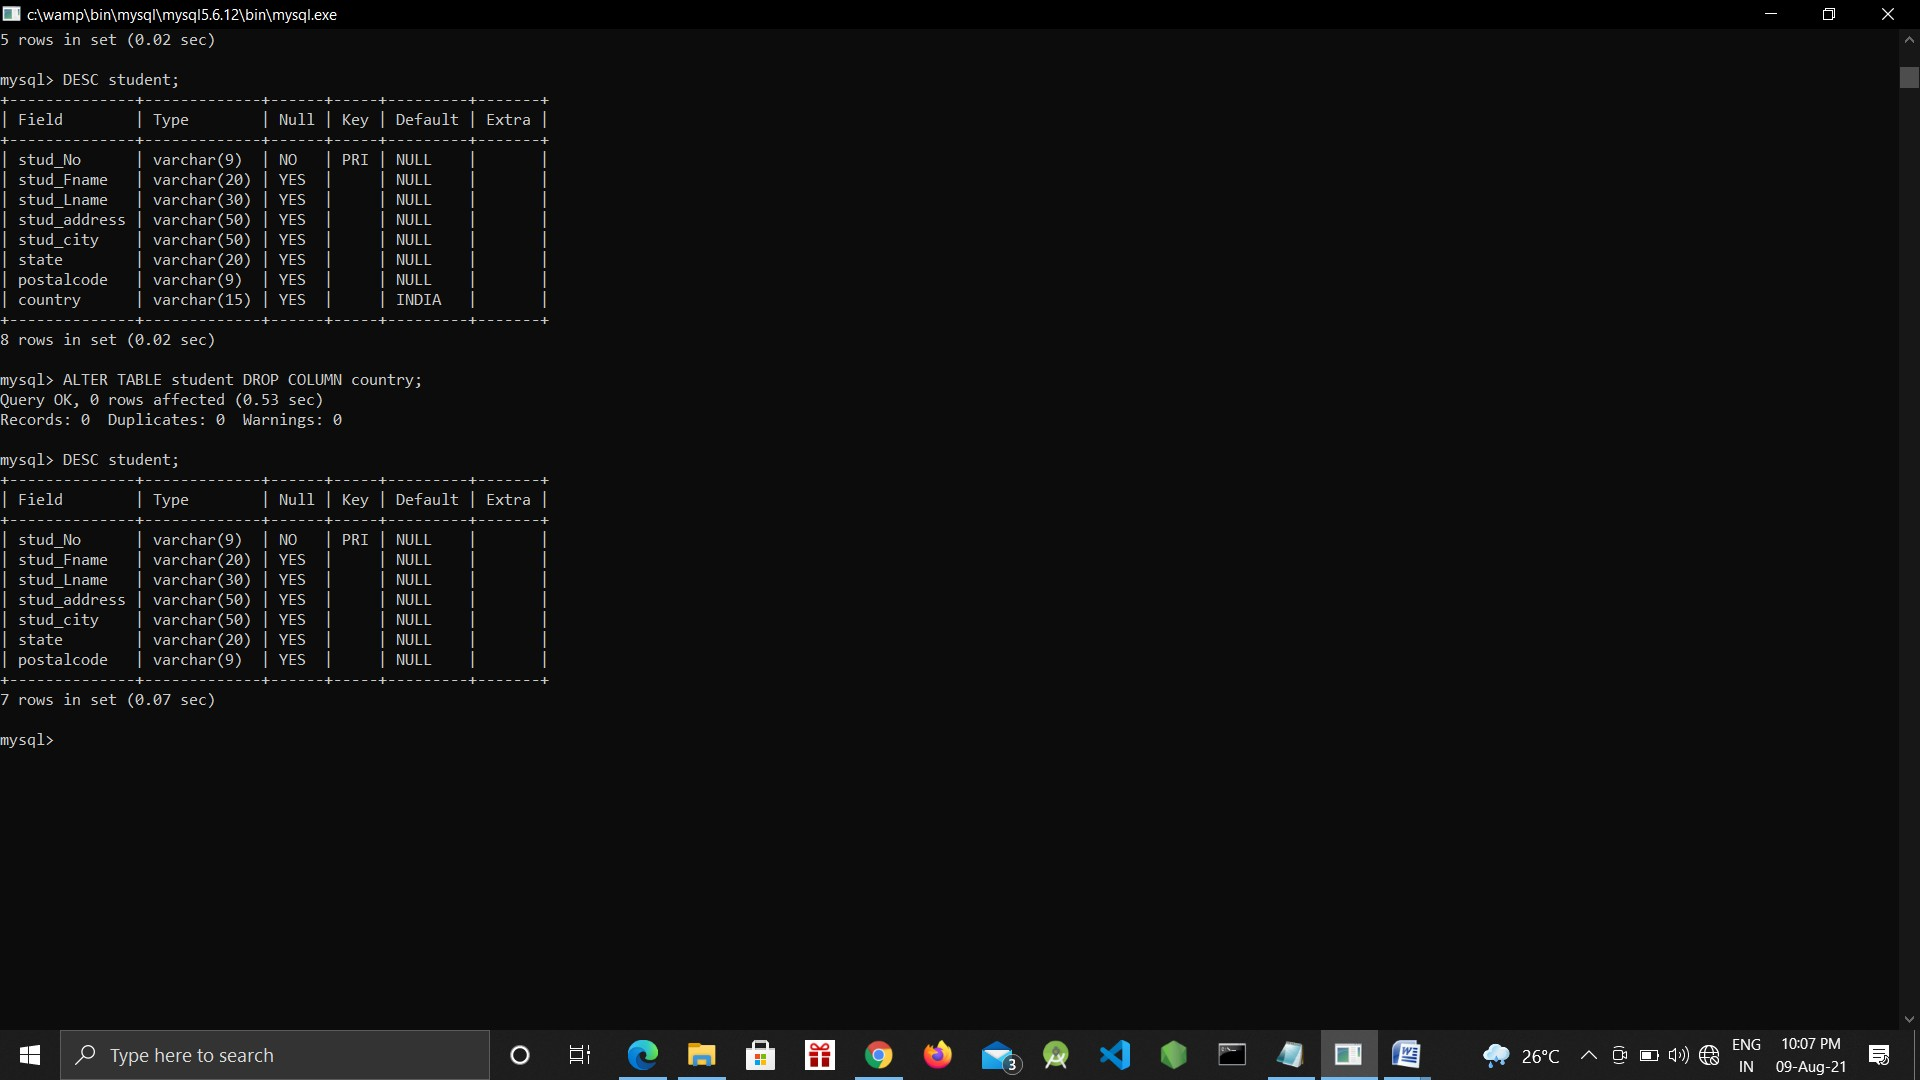 c:\wamp\bin\mysql\mysql5.6.12\bin\mysql.exe
5 rows in set (0.02 sec)
mysql> DESC student;
+--------------+-------------+------+-----+---------+-------+
| Field        | Type        | Null | Key | Default | Extra |
+--------------+-------------+------+-----+---------+-------+
| stud_No      | varchar(9)  | NO   | PRI | NULL    |       |
| stud_Fname   | varchar(20) | YES  |     | NULL    |       |
| stud_Lname   | varchar(30) | YES  |     | NULL    |       |
| stud_address | varchar(50) | YES  |     | NULL    |       |
| stud_city    | varchar(50) | YES  |     | NULL    |       |
| state        | varchar(20) | YES  |     | NULL    |       |
| postalcode   | varchar(9)  | YES  |     | NULL    |       |
| country      | varchar(15) | YES  |     | INDIA   |       |
+--------------+-------------+------+-----+---------+-------+
8 rows in set (0.02 sec)
mysql> ALTER TABLE student DROP COLUMN country;
Query OK, 0 rows affected (0.53 sec)
Records: 0  Duplicates: 0  Warnings: 0
mysql> DESC student;
+--------------+-------------+------+-----+---------+-------+
| Field        | Type        | Null | Key | Default | Extra |
+--------------+-------------+------+-----+---------+-------+
| stud_No      | varchar(9)  | NO   | PRI | NULL    |       |
| stud_Fname   | varchar(20) | YES  |     | NULL    |       |
| stud_Lname   | varchar(30) | YES  |     | NULL    |       |
| stud_address | varchar(50) | YES  |     | NULL    |       |
| stud_city    | varchar(50) | YES  |     | NULL    |       |
| state        | varchar(20) | YES  |     | NULL    |       |
| postalcode   | varchar(9)  | YES  |     | NULL    |       |
+--------------+-------------+------+-----+---------+-------+
7 rows in set (0.07 sec)
mysql>
Type here to search
3
26°C
ENG
IN
10:07 PM
09-Aug-21